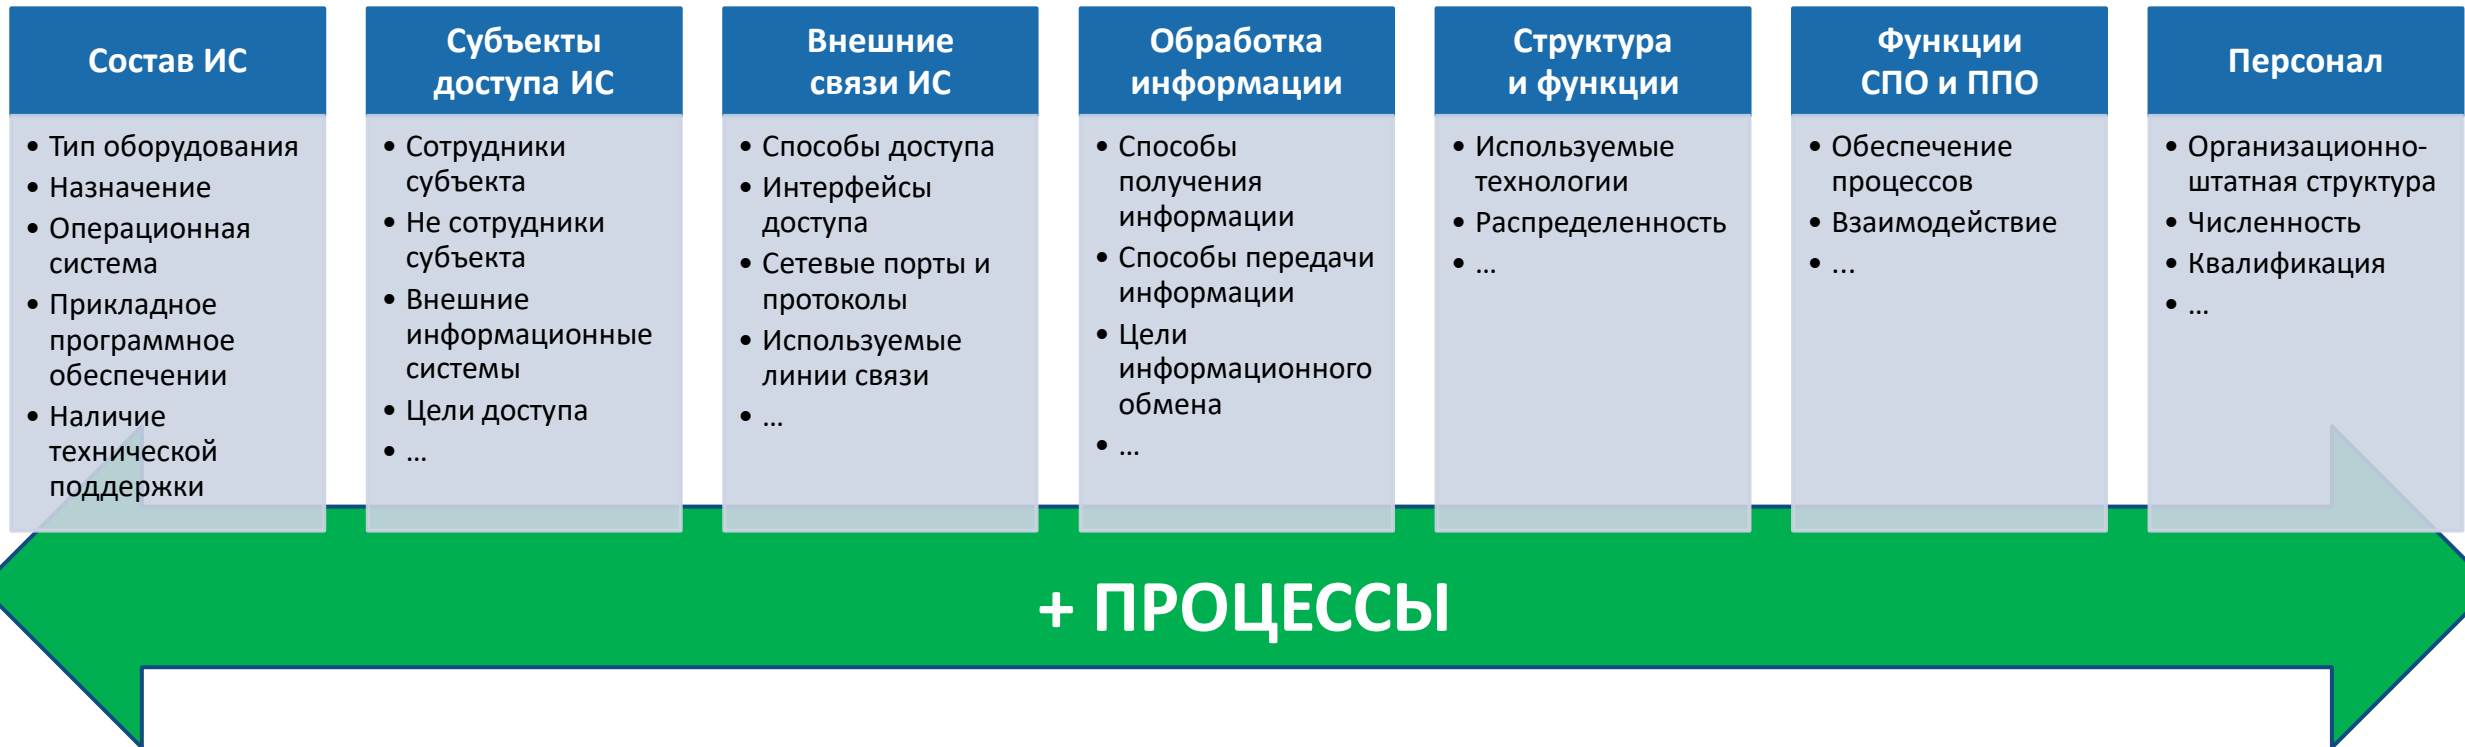 Состав ИС
• Тип оборудования
• Назначение
• Операционная
система
• Прикладное
программное
обеспечении
• Наличие
технической
поддержки
Субъекты
доступа ИС
• Сотрудники
субъекта
• Не сотрудники
субъекта
• Внешние
информационные
системы
• Цели доступа
• ...
Внешние
связи ИС
• Способы доступа
• Интерфейсы
доступа
• Сетевые порты и
протоколы
• Используемые
линии связи
• ...
Обработка
информации
• Способы
получения
информации
• Способы передачи
информации
• Цели
информационного
обмена
• ...
Структура
и функции
• Используемые
технологии
• Распределенность
• ...
Функции
СПО и ППО
• Обеспечение
процессов
• Взаимодействие
• ...
Персонал
• Организационно-
штатная структура
• Численность
• Квалификация
• ...
+ ПРОЦЕССЫ